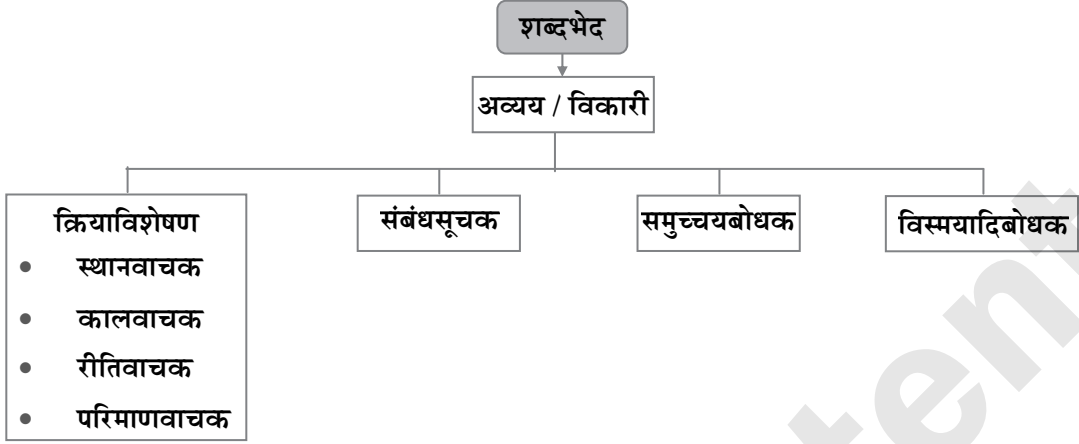 शब्दभेद
अव्यय / विकारी
क्रियाविशेषण
• स्थानवाचक
• कालवाचक
• रीतिवाचक
• परिमाणवाचक
संबंधसूचक
समुच्चयबोधक
विस्मयादिबोधक
tent